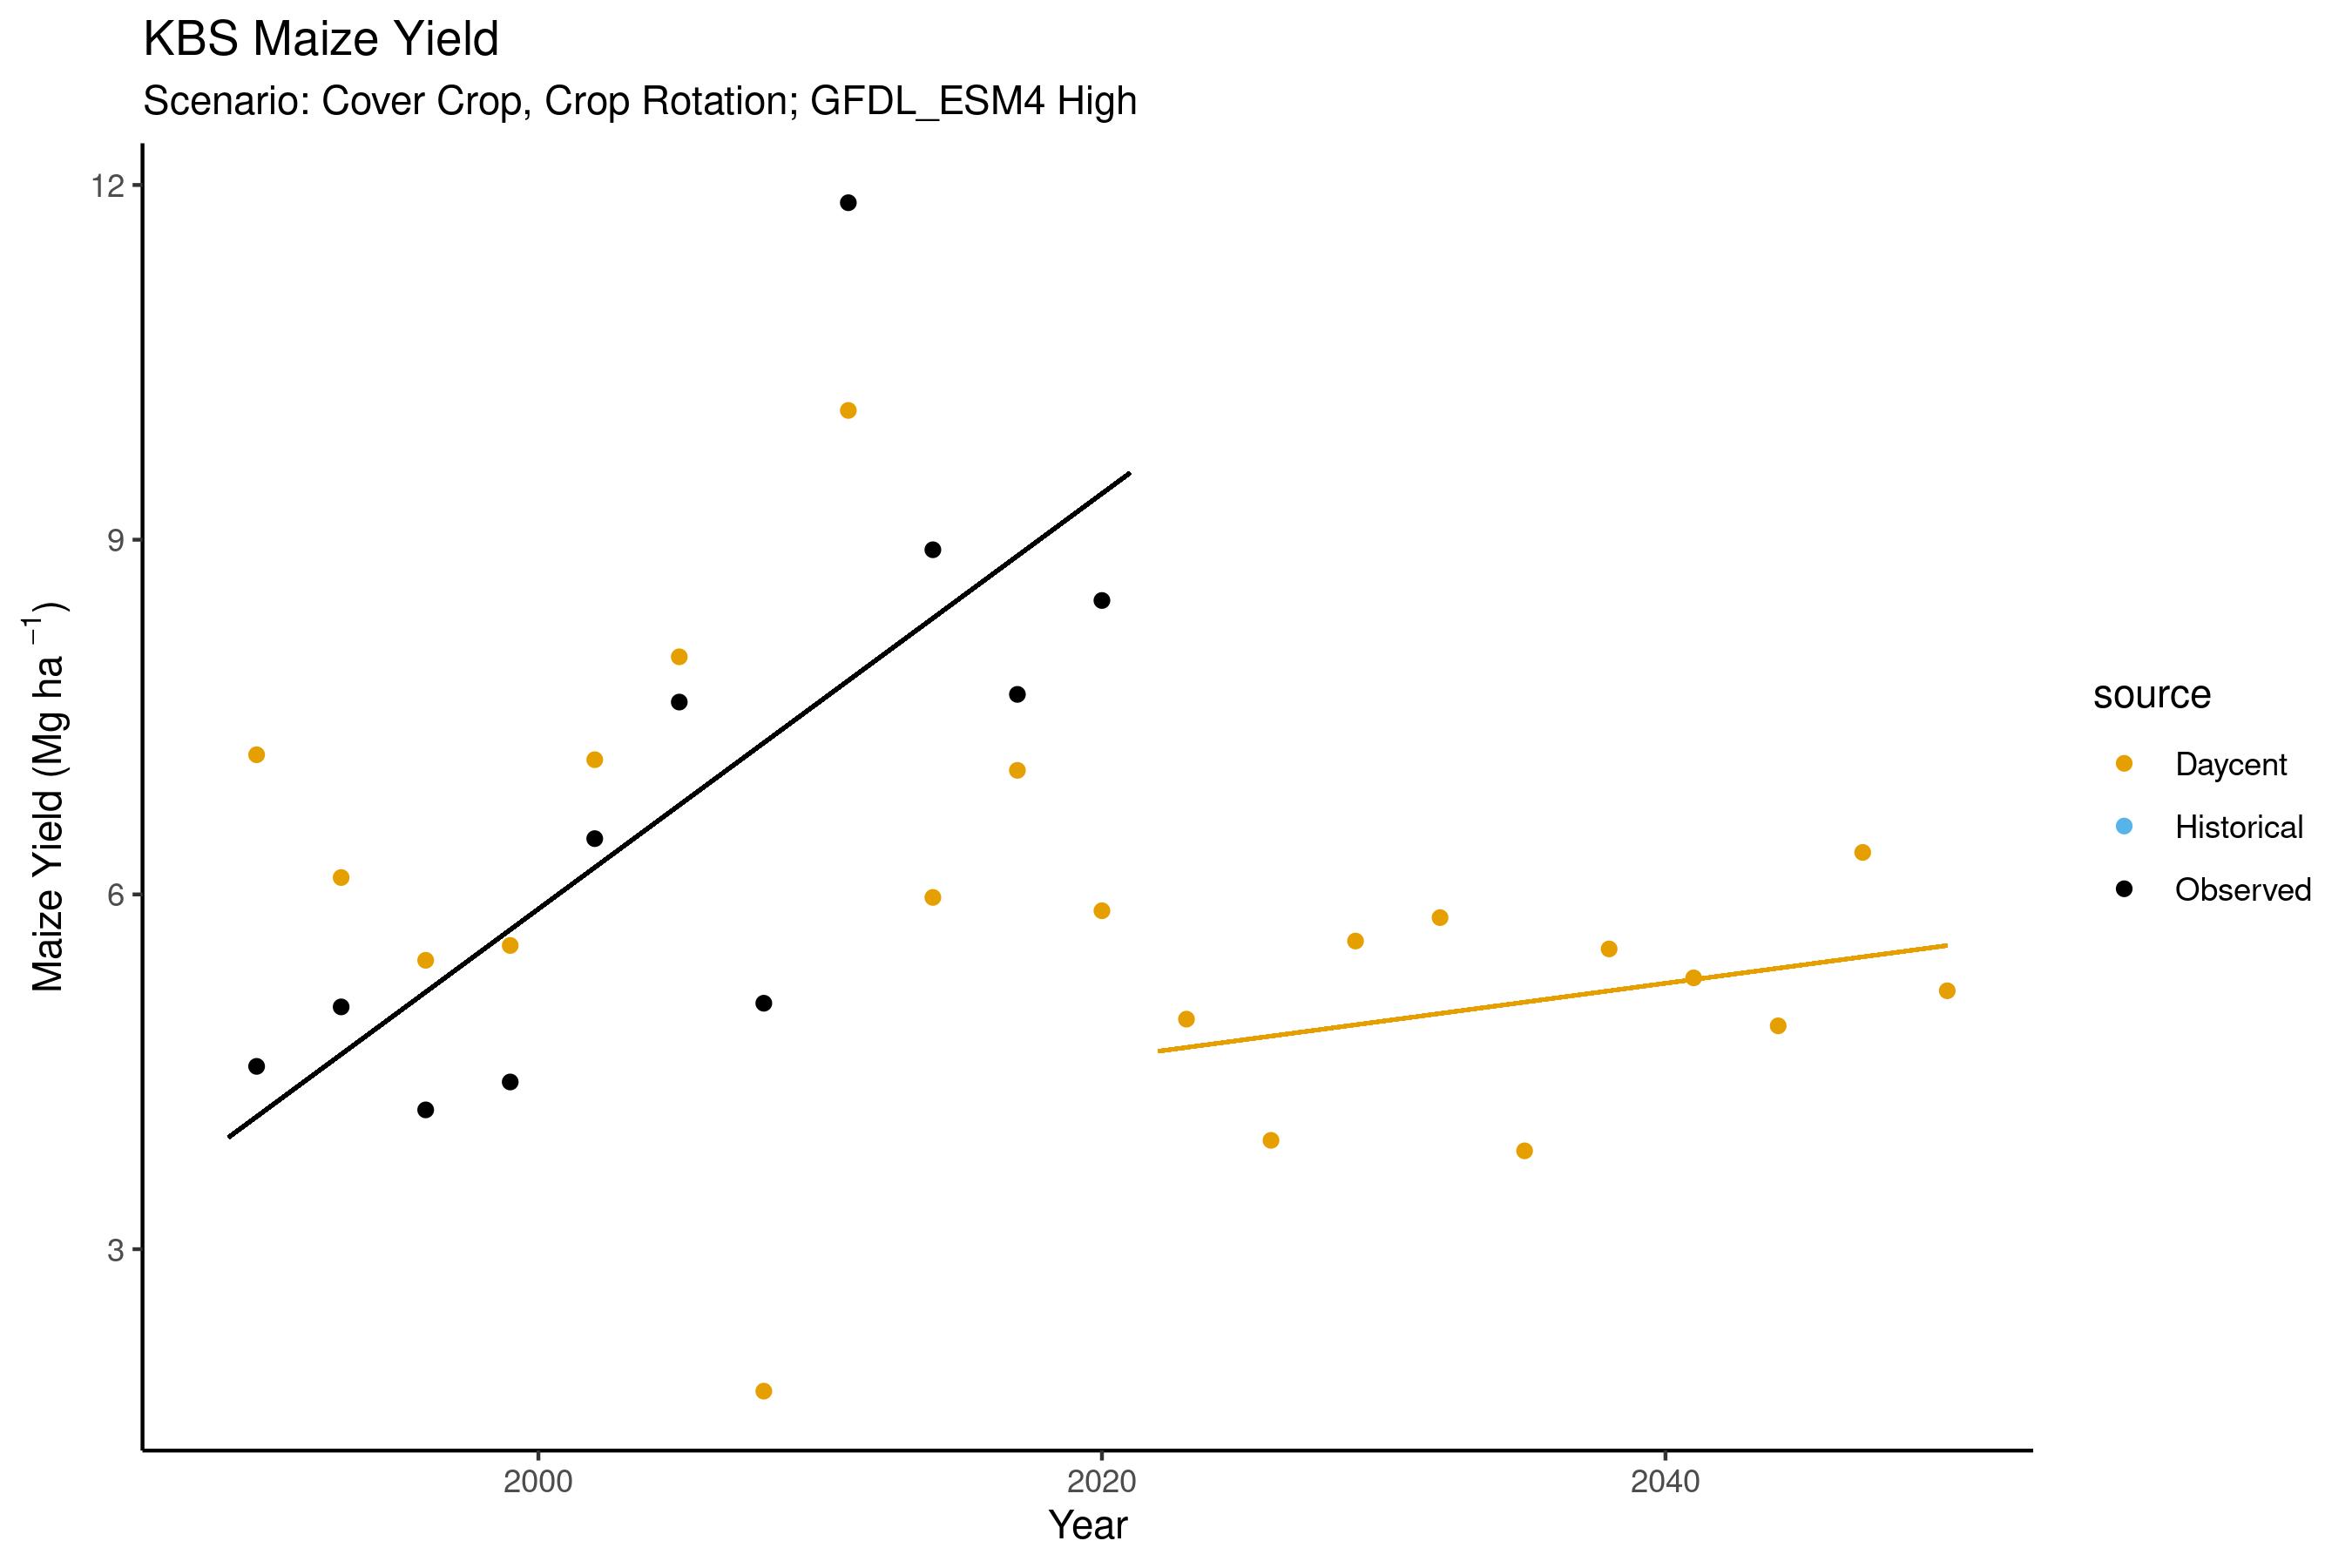 KBS Maize Yield
Scenario: Cover Crop, Crop Rotation; GFDL_ESM4 High
12
9
6
3
Maize Yield (Mg ha⁻¹)
2000
2020
2040
Year
source
Daycent
Historical
Observed